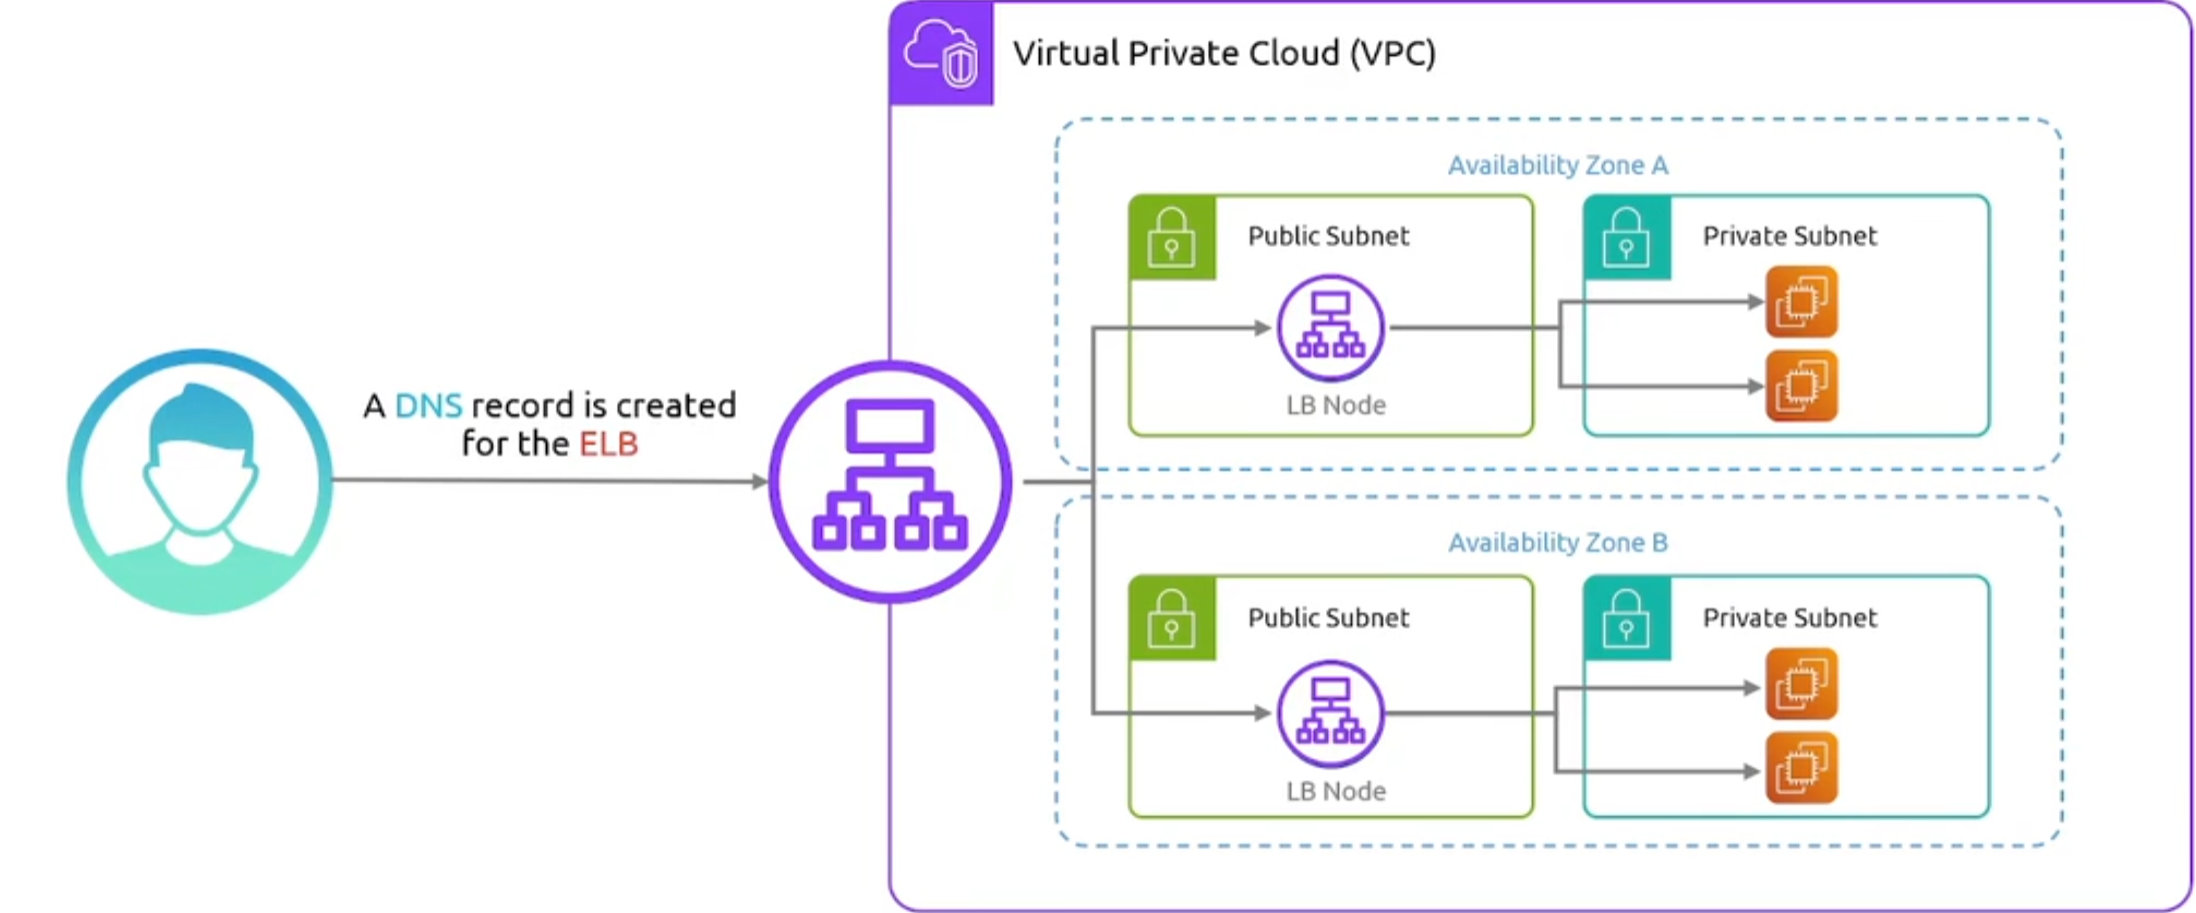 Virtual Private Cloud (VPC)
A DNS record is created
for the ELB
Availability Zone A
Public Subnet
LB Node
Private Subnet
Availability Zone B
Public Subnet
LB Node
Private Subnet